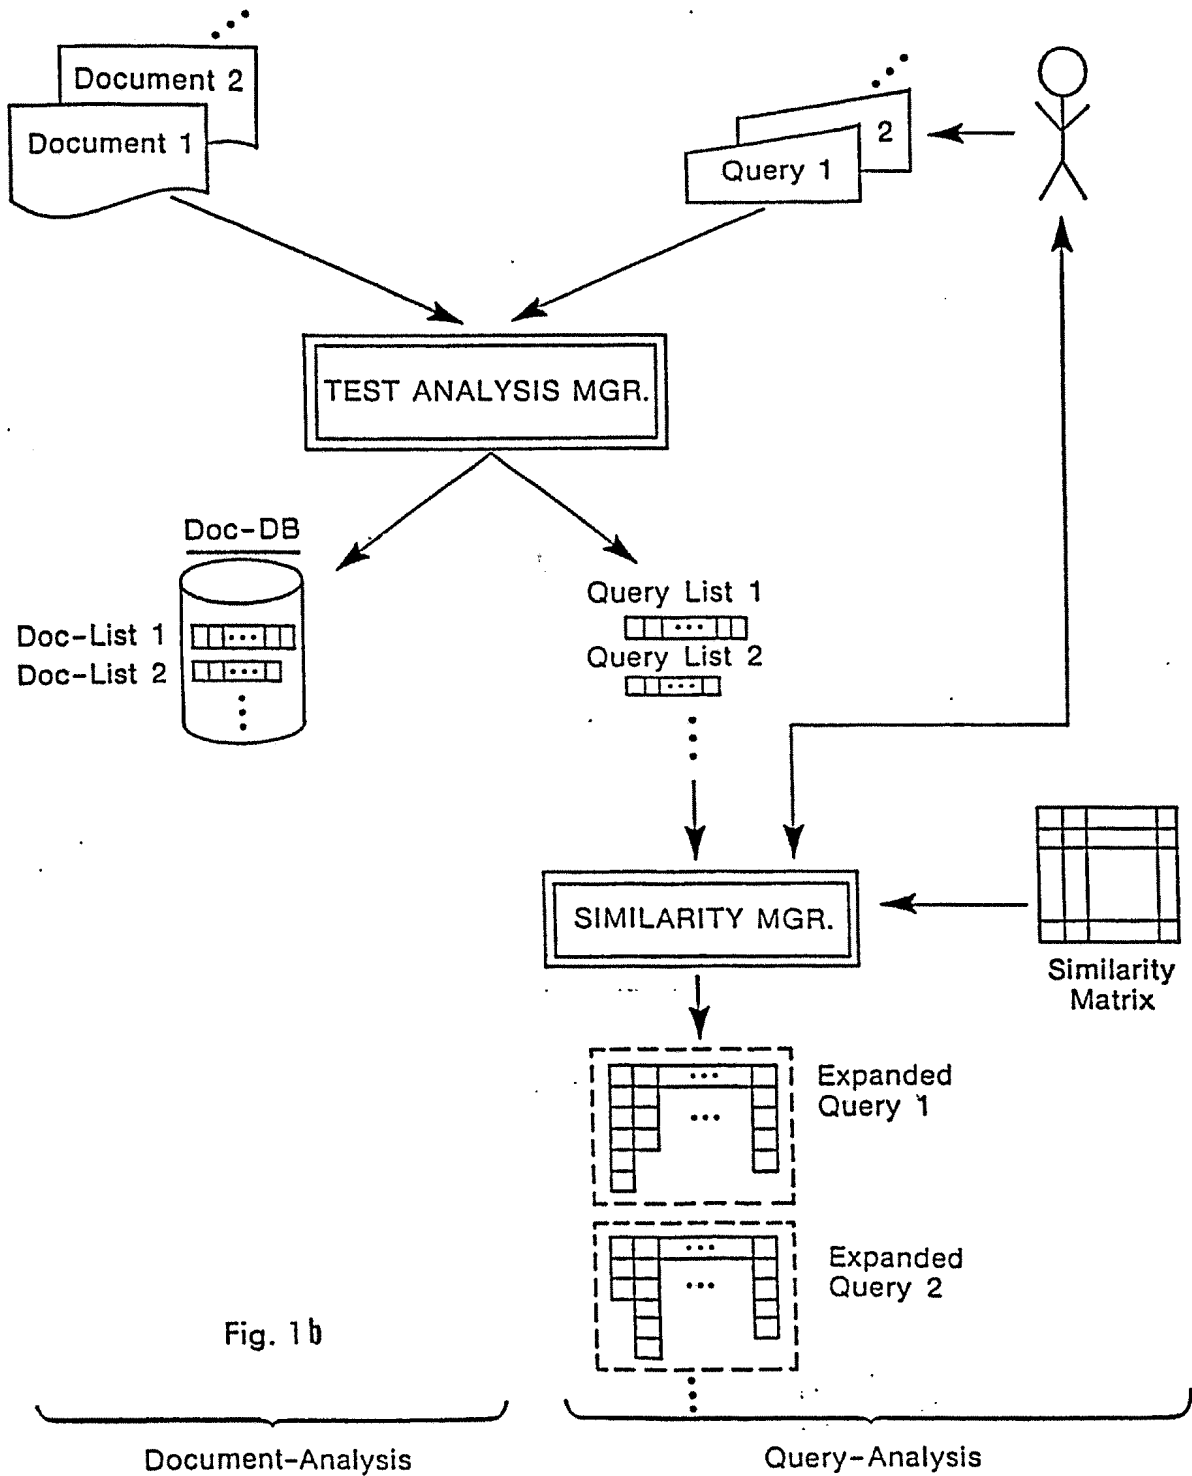 Document 2
Document 1
2
Query 1
TEST ANALYSIS MGR.
Doc-DB
Doc-List 1
Doc-List 2
Query List 1
Query List 2
SIMILARITY MGR.
Similarity
Matrix
Expanded
Query 1
Expanded
Query 2
Fig. 1b
Document-Analysis
Query-Analysis